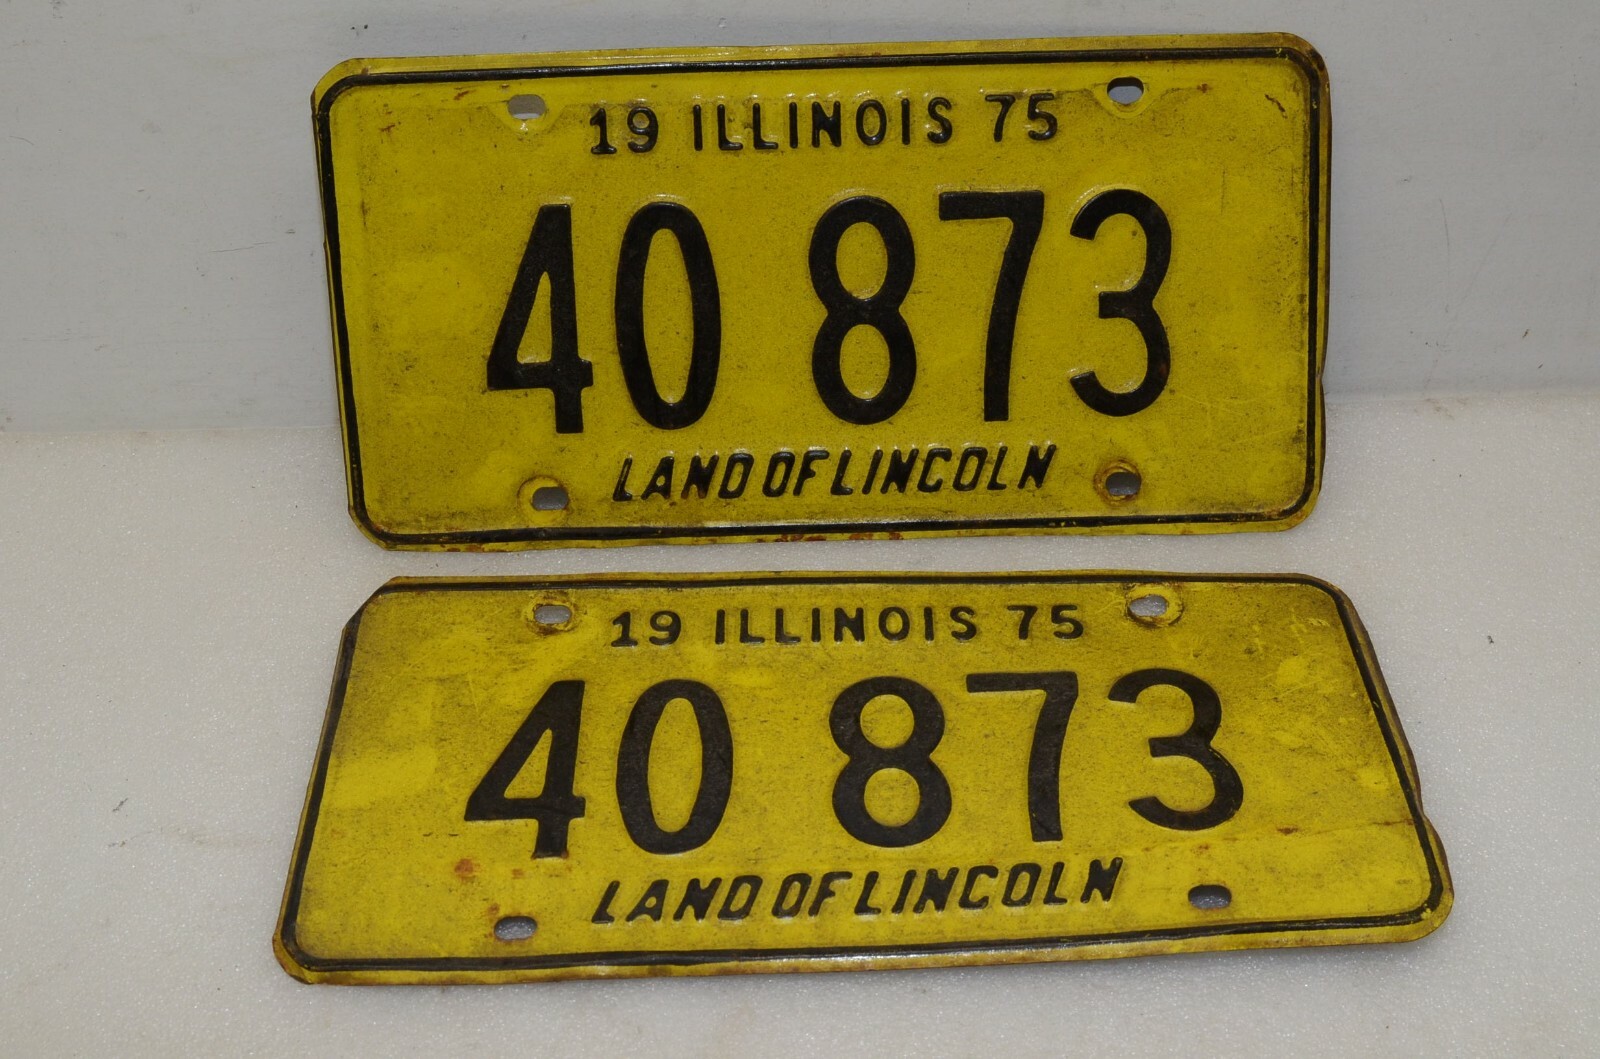 19 ILLINOIS 75
40 873
LAND OF LINCOLN
19 ILLINOIS 75
40 873
LAND OF LINCOLN